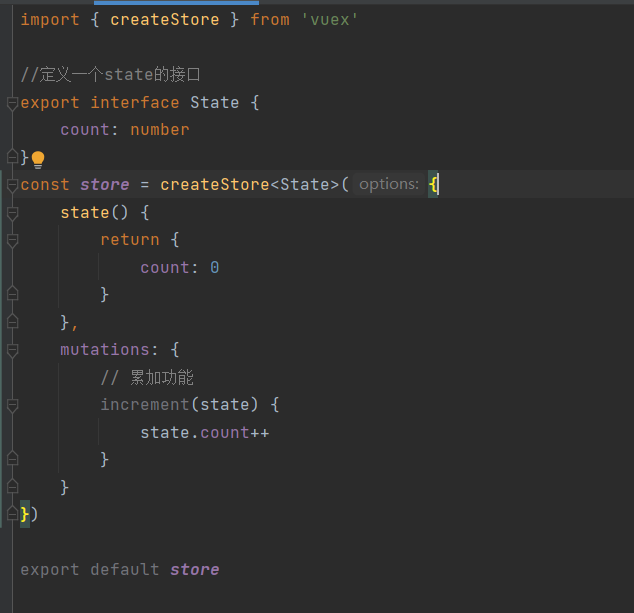 import { createStore } from 'vuex'
//定义一个state的接口
export interface State {
count: number
}
const store = createStore<State>( options: {
state() {
return {
count: 0
}
},
mutations: {
// 累加功能
increment(state) {
state.count++
}
}
})
export default store